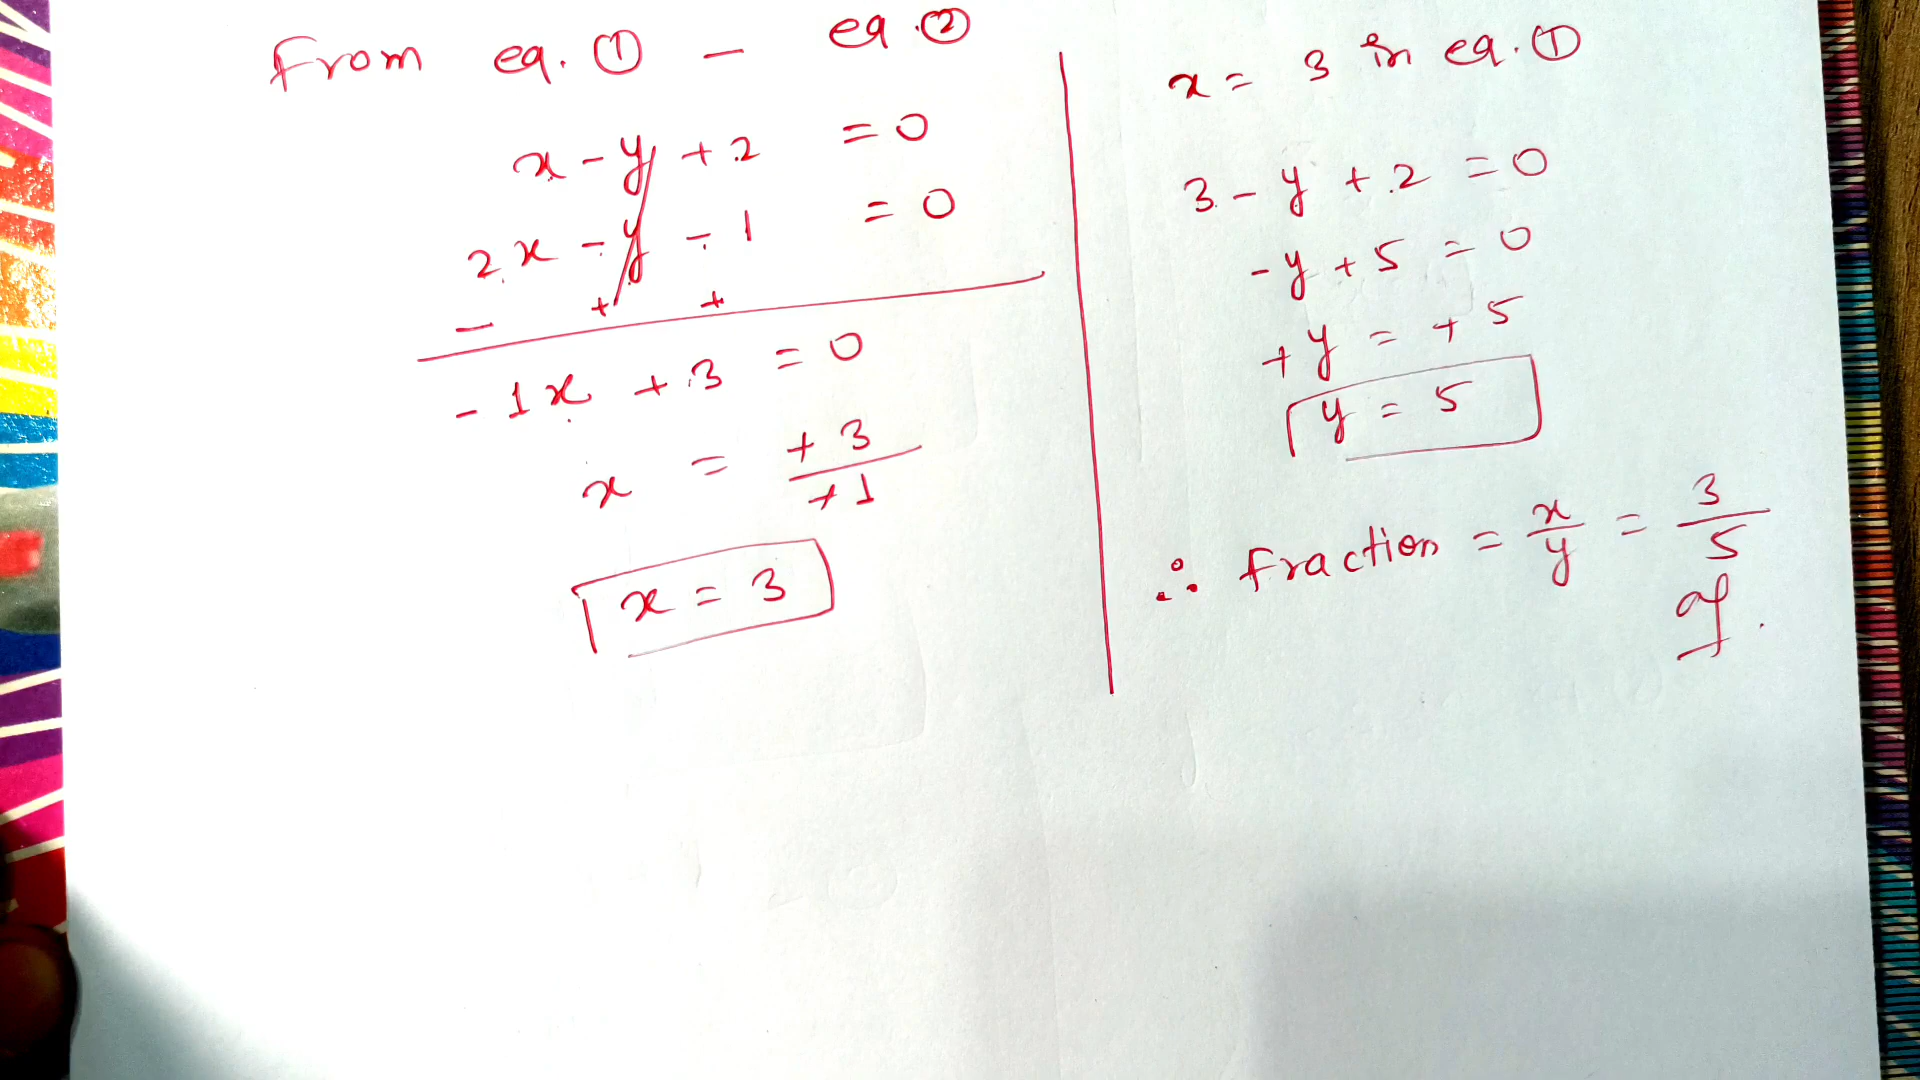 From eq. ① - eq. ②
x - y + 2 = 0
2x - y - 1 = 0
- + +
- 1x + 3 = 0
x = +3/+1
x = 3
x = 3 in eq. ①
3 - y + 2 = 0
- y + 5 = 0
+y = +5
y = 5
∴ fraction = x/y = 3/5